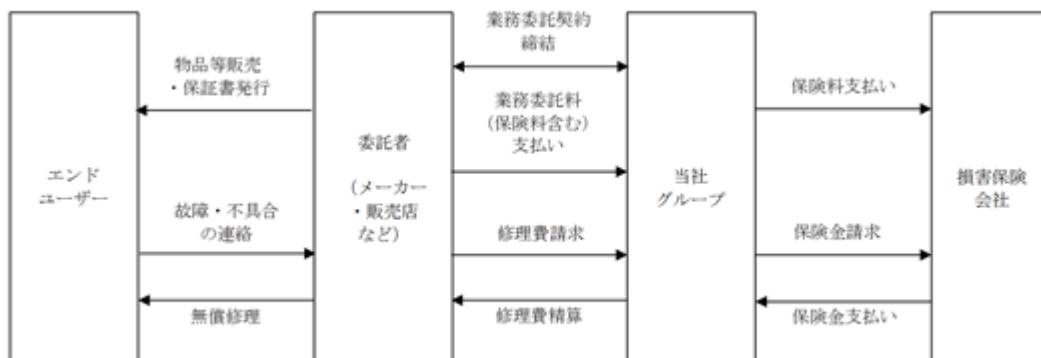 エンド
ユーザー
物品等販売
・保証書発行
故障・不具合
の連絡
無償修理
委託者
（メーカー
・販売店
など）
業務委託契約
締結
業務委託料
（保険料含む）
支払い
修理費請求
修理費精算
当社
グループ
保険料支払い
保険金請求
保険金支払い
損害保険
会社